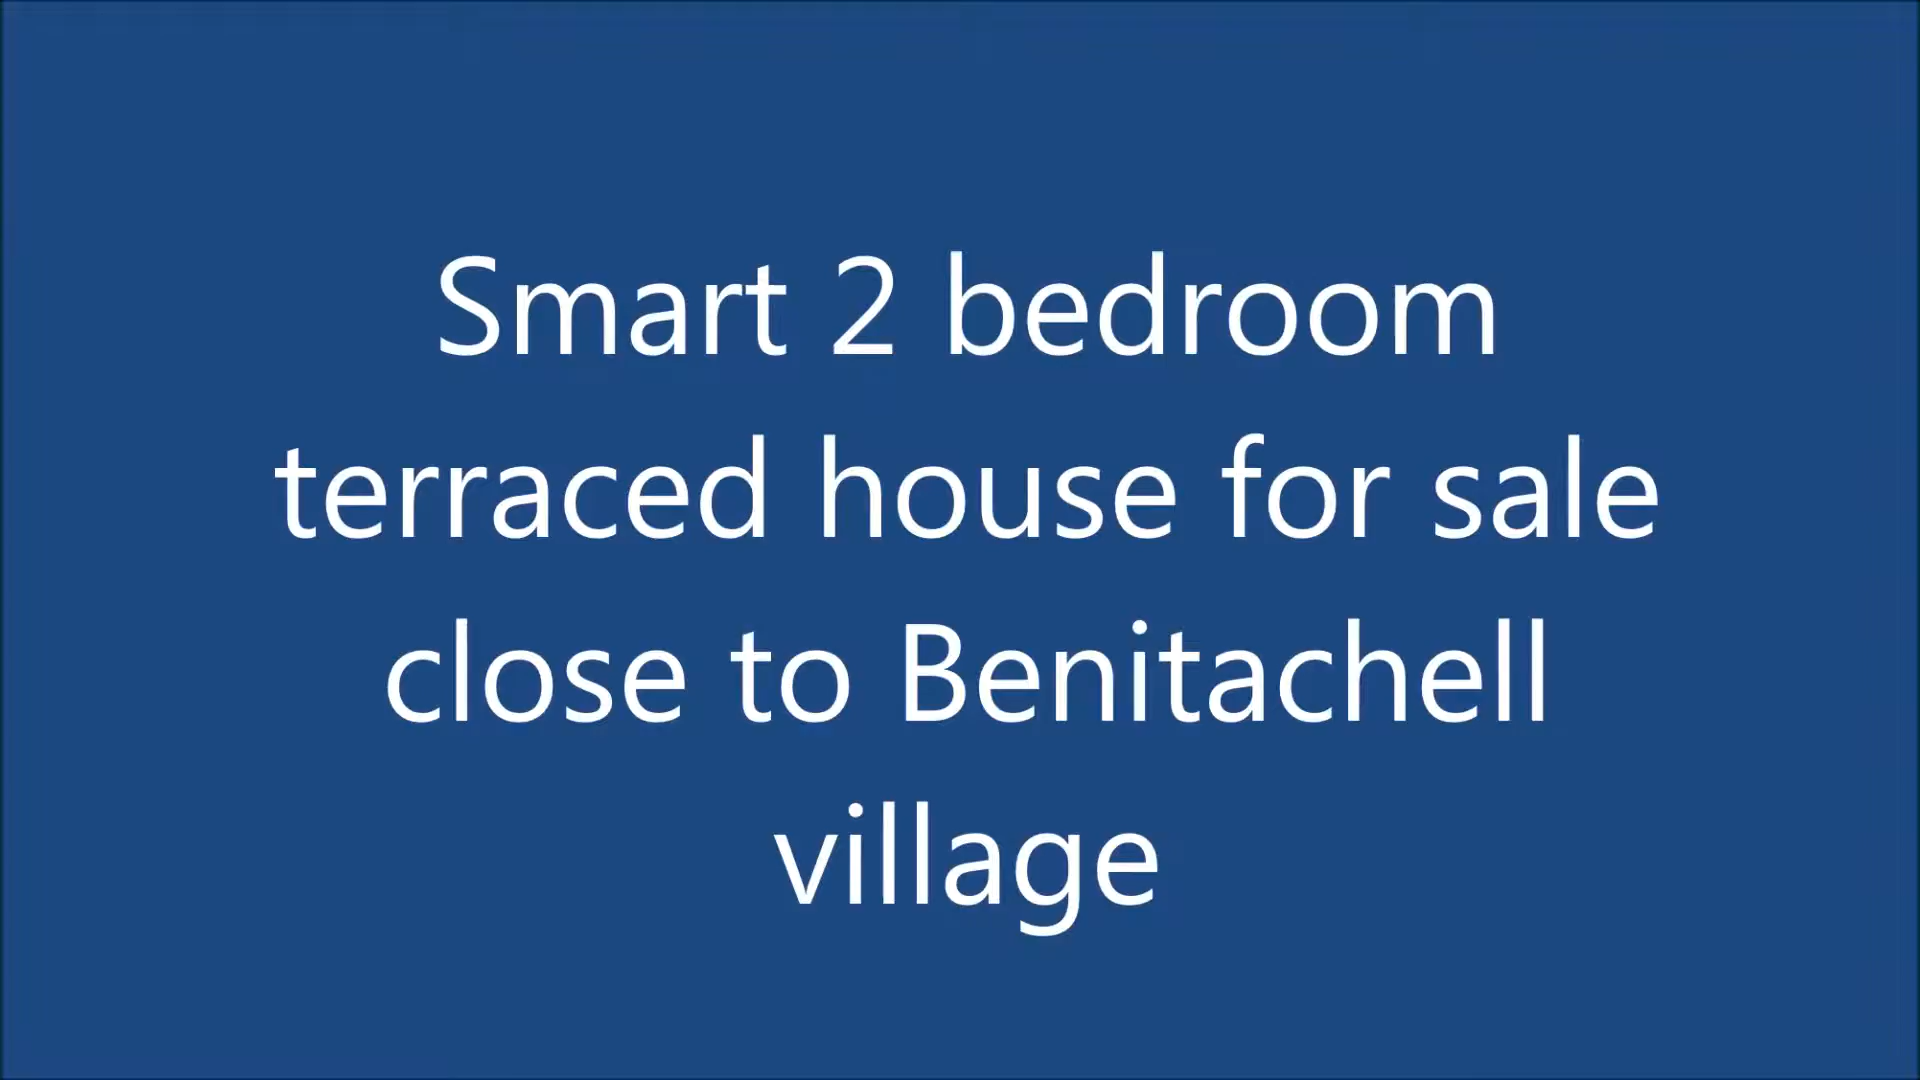 Smart 2 bedroom
terraced house for sale
close to Benitachell
village